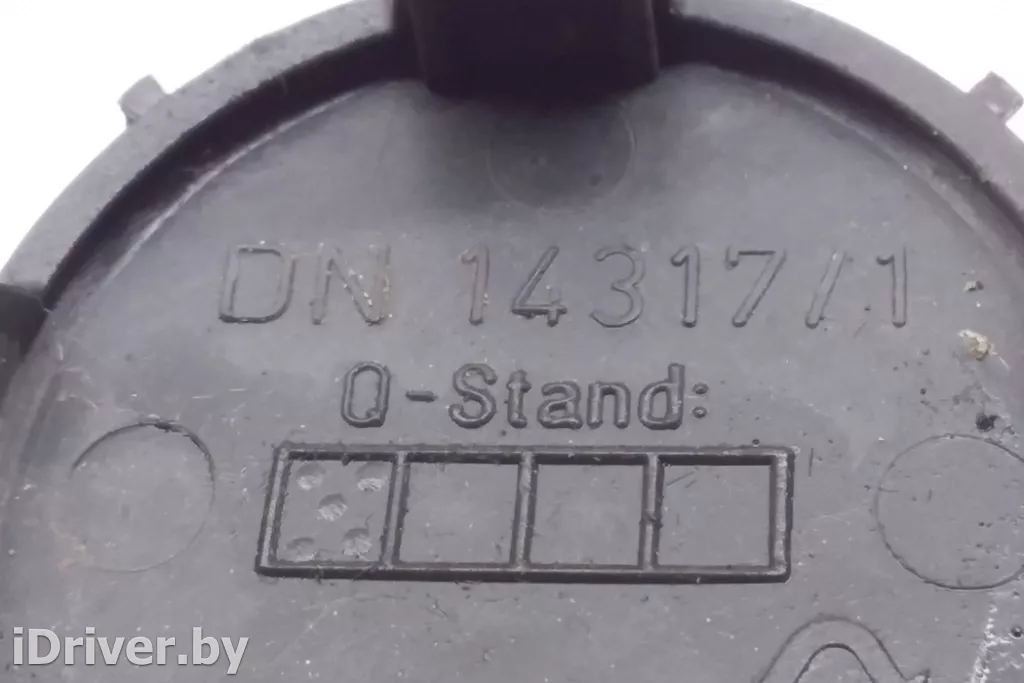 DN 14317/1
Q-Stand:
iDriver.by